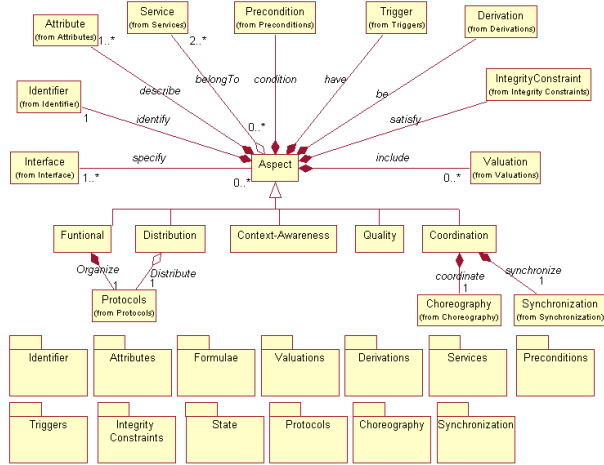 Attribute
(from Attributes)
1..*
Service
(from Services)
2..*
Precondition
(from Preconditions)
Trigger
(from Triggers)
Derivation
(from Derivations)
Identifier
(from Identifier)
1
IntegrityConstraint
(from Integrity Constraints)
describe
belongTo
condition
have
be
identify
0..*
satisfy
Interface
(from Interface)
1..*
specify
0..*
Aspect
include
0..*
Valuation
(from Valuations)
Funtional
Distribution
Context-Awareness
Quality
Coordination
Organize
1
Distribute
1
coordinate
1
synchronize
1
Protocols
(from Protocols)
Choreography
(from Choreography)
Synchronization
(from Synchronization)
Identifier
Attributes
Formulae
Valuations
Derivations
Services
Preconditions
Triggers
Integrity
Constraints
State
Protocols
Choreography
Synchronization